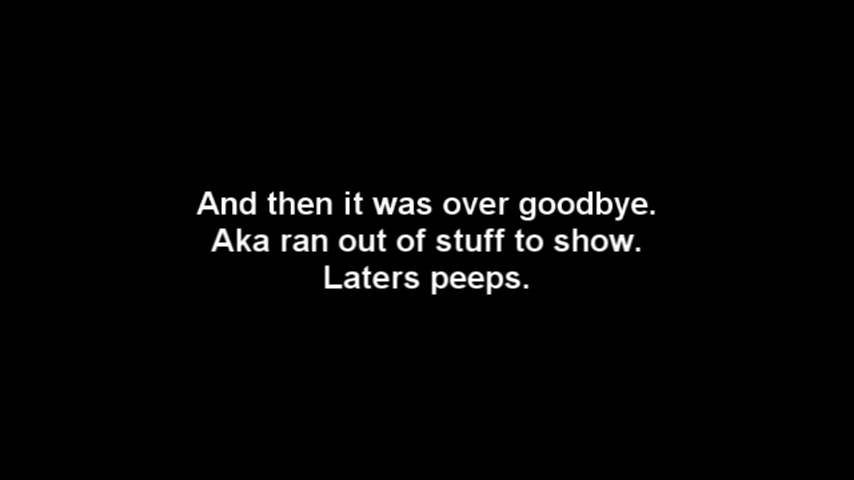 And then it was over goodbye.
Aka ran out of stuff to show.
Laters peeps.